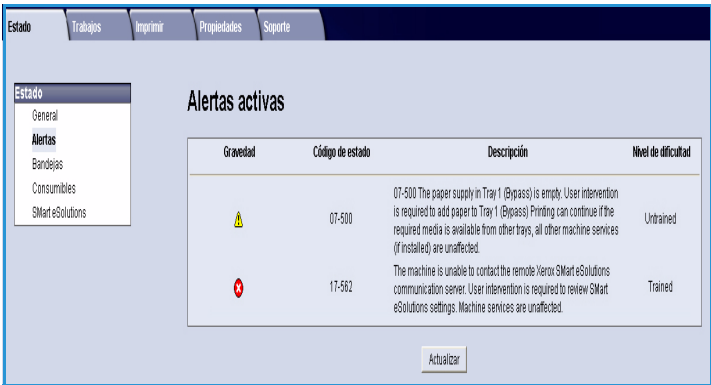 Estado Trabajos Imprimir Propiedades Soporte
Estado
General
Alertas
Bandejas
Consumibles
SMart eSolutions
Alertas activas
Gravedad Código de estado Descripción Nivel de dificultad
07-500 The paper supply in Tray 1 (Bypass) is empty. User intervention
is required to add paper to Tray 1 (Bypass) Printing can continue if the
07-500 required media is available from other trays, all other machine services Untrained
(if installed) are unaffected.
The machine is unable to contact the remote Xerox SMart eSolutions
17-562 communication server. User intervention is required to review SMart Trained
eSolutions settings. Machine services are unaffected.
Actualizar